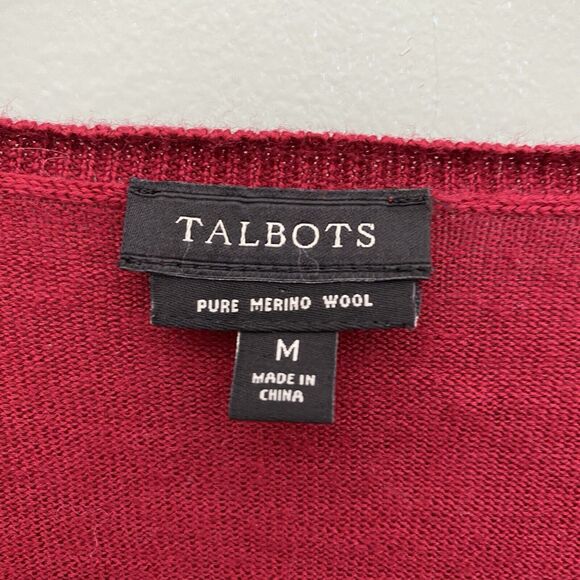 TALBOTS
PURE MERINO WOOL
M
MADE IN
CHINA